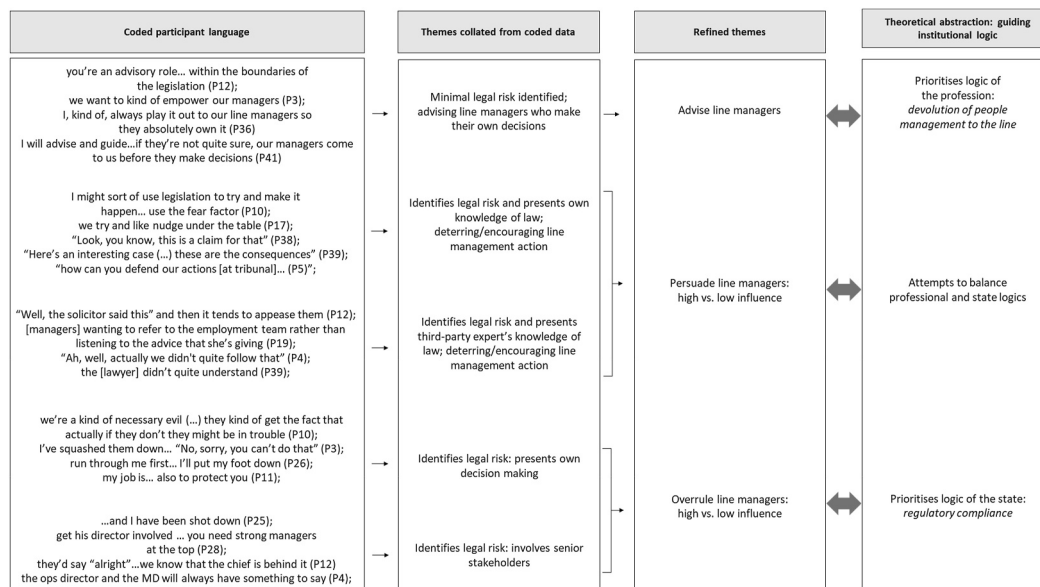 Coded participant language
Themes collated from coded data
Refined themes
Theoretical abstraction: guiding
institutional logic
you're an advisory role… within the boundaries of
the legislation (P12);
we want to kind of empower our managers (P3);
I, kind of, always play it out to our line managers so
they absolutely own it (P36)
I will advise and guide…if they're not quite sure, our managers come
to us before they make decisions (P41)
Minimal legal risk identified;
advising line managers who make
their own decisions
Advise line managers
Prioritises logic of
the profession:
devolution of people
management to the line
I might sort of use legislation to try and make it
happen… use the fear factor (P10);
we try and like nudge under the table (P17);
“Look, you know, this is a claim for that” (P38);
“Here's an interesting case (…) these are the consequences” (P39);
“how can you defend our actions [at tribunal]… (P5)”;
Identifies legal risk and presents own
knowledge of law;
deterring/encouraging line
management action
“Well, the solicitor said this” and then it tends to appease them (P12);
[managers] wanting to refer to the employment team rather than
listening to the advice that she's giving (P19);
“Ah, well, actually we didn't quite follow that” (P4);
the [lawyer] didn't quite understand (P39);
Identifies legal risk and presents
third-party expert's knowledge of
law; deterring/encouraging line
management action
Persuade line managers:
high vs. low influence
Attempts to balance
professional and state logics
we're a kind of necessary evil (…) they kind of get the fact that
actually if they don't they might be in trouble (P10);
I've squashed them down… “No, sorry, you can't do that” (P3);
run through me first… I'll put my foot down (P26);
my job is… also to protect you (P11);
Identifies legal risk: presents own
decision making
…and I have been shot down (P25);
get his director involved … you need strong managers
at the top (P28);
they'd say “alright”…we know that the chief is behind it (P12)
the ops director and the MD will always have something to say (P4);
Identifies legal risk: involves senior
stakeholders
Overrule line managers:
high vs. low influence
Prioritises logic of the state:
regulatory compliance